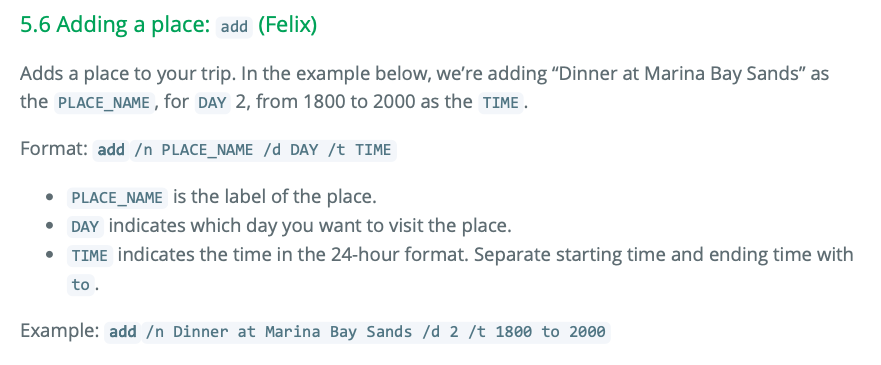 5.6 Adding a place: add (Felix)
Adds a place to your trip. In the example below, we’re adding “Dinner at Marina Bay Sands” as
the PLACE_NAME , for DAY 2, from 1800 to 2000 as the TIME .
Format: add /n PLACE_NAME /d DAY /t TIME
• PLACE_NAME is the label of the place.
• DAY indicates which day you want to visit the place.
• TIME indicates the time in the 24-hour format. Separate starting time and ending time with
to .
Example: add /n Dinner at Marina Bay Sands /d 2 /t 1800 to 2000